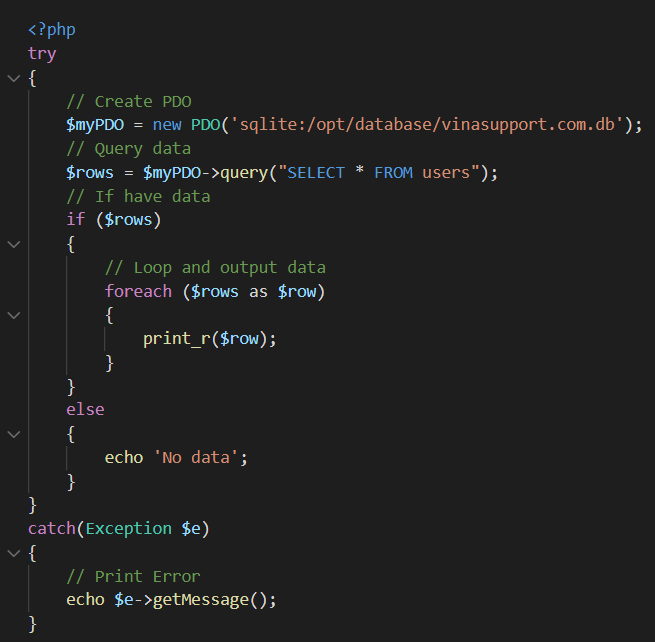 <?php
try
{
    // Create PDO
    $myPDO = new PDO('sqlite:/opt/database/vinasupport.com.db');
    // Query data
    $rows = $myPDO->query("SELECT * FROM users");
    // If have data
    if ($rows)
    {
        // Loop and output data
        foreach ($rows as $row)
        {
            print_r($row);
        }
    }
    else
    {
        echo 'No data';
    }
}
catch(Exception $e)
{
    // Print Error
    echo $e->getMessage();
}